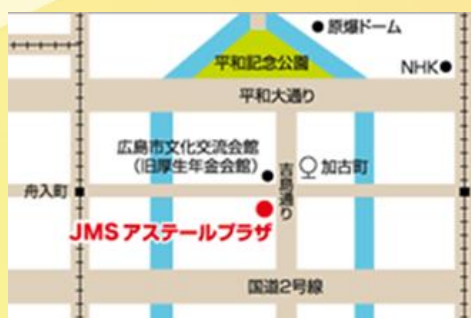 原爆ドーム
平和記念公園
NHK
平和大通り
広島市文化交流会館
（旧厚生年金会館）
吉島通り
加古町
舟入町
JMSアステールプラザ
国道2号線